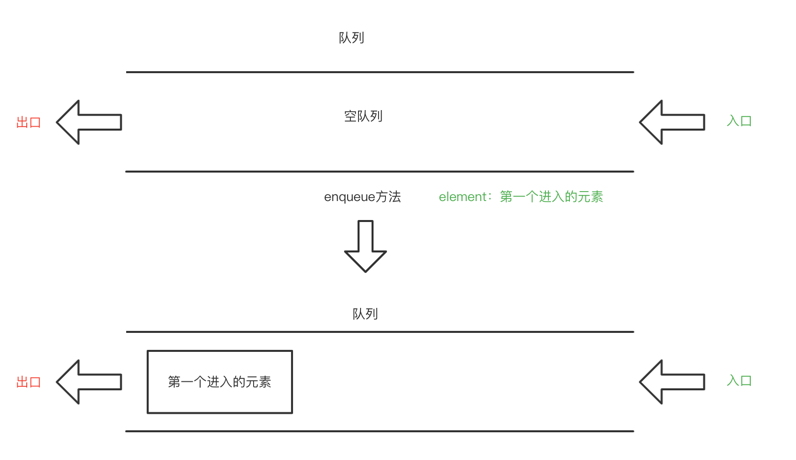 队列
出口
空队列
入口
enqueue方法
element：第一个进入的元素
队列
出口
第一个进入的元素
入口